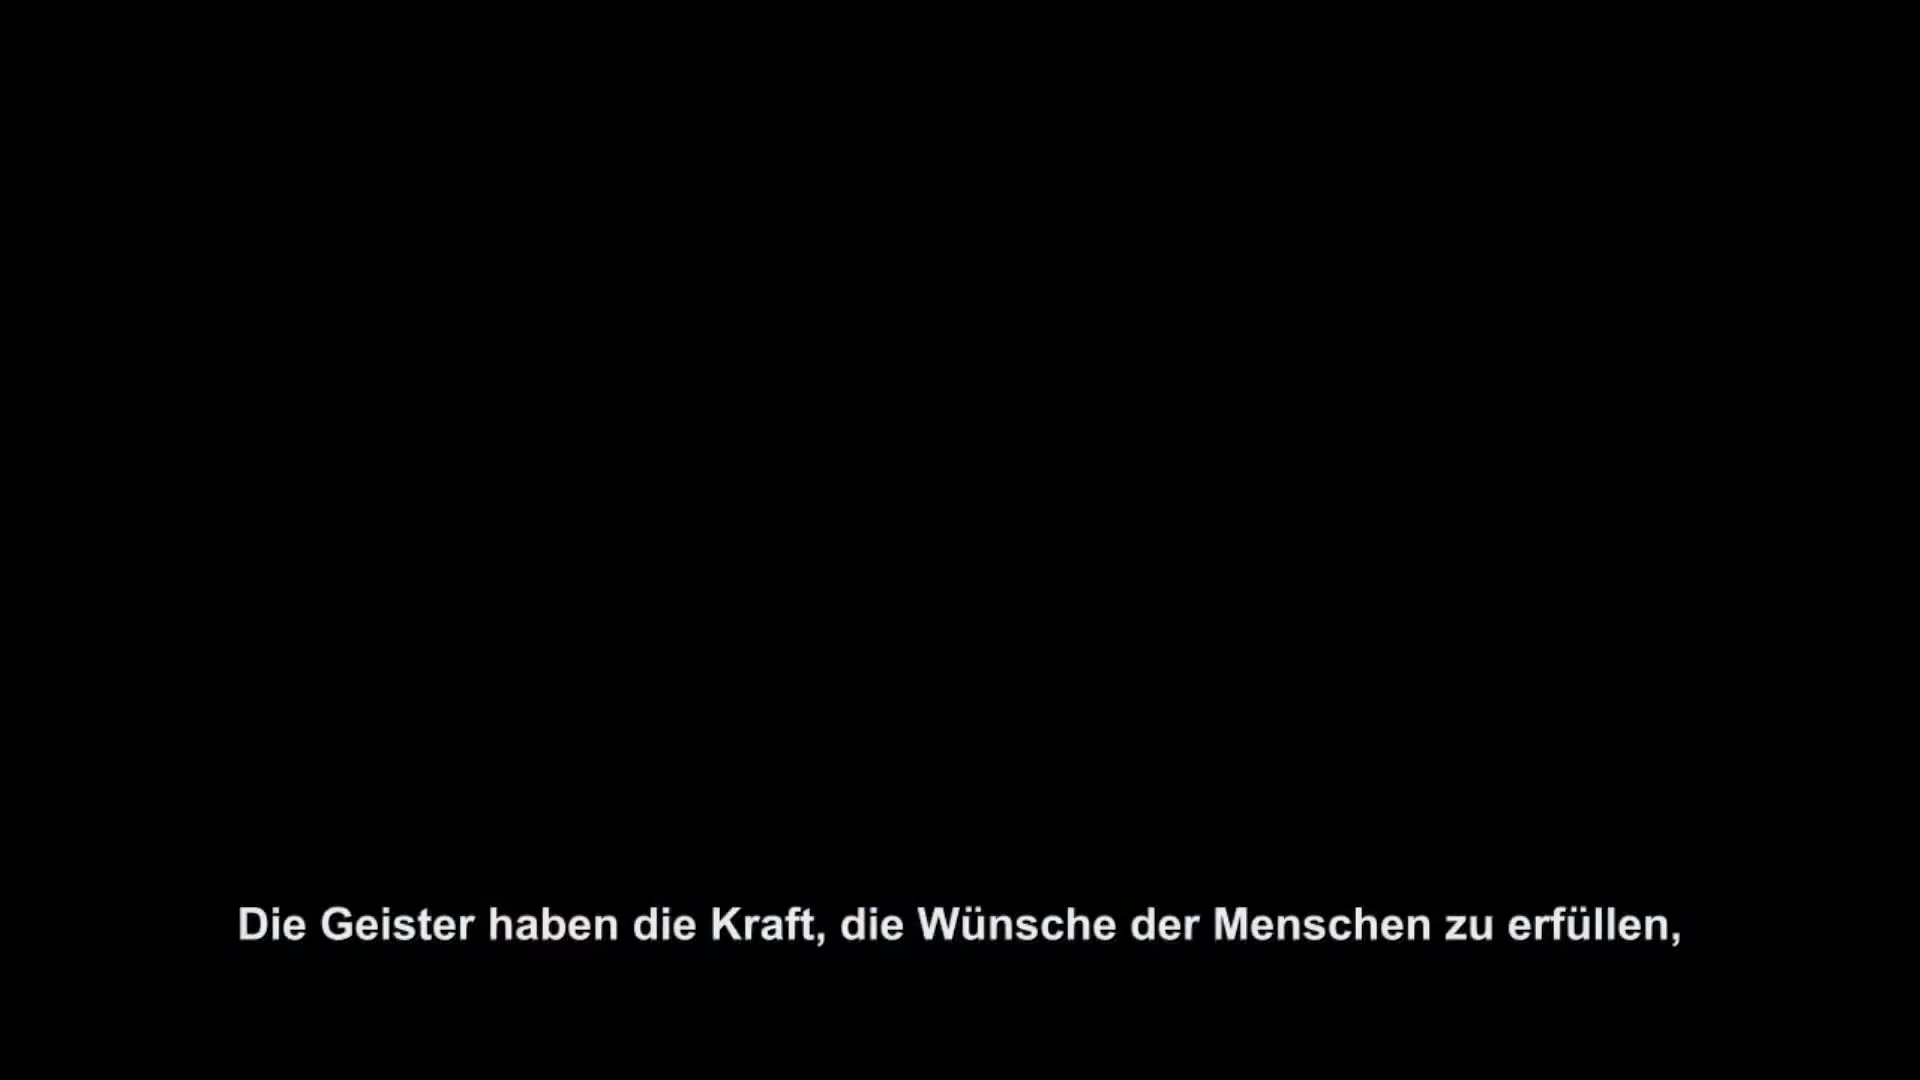 Die Geister haben die Kraft, die Wünsche der Menschen zu erfüllen,